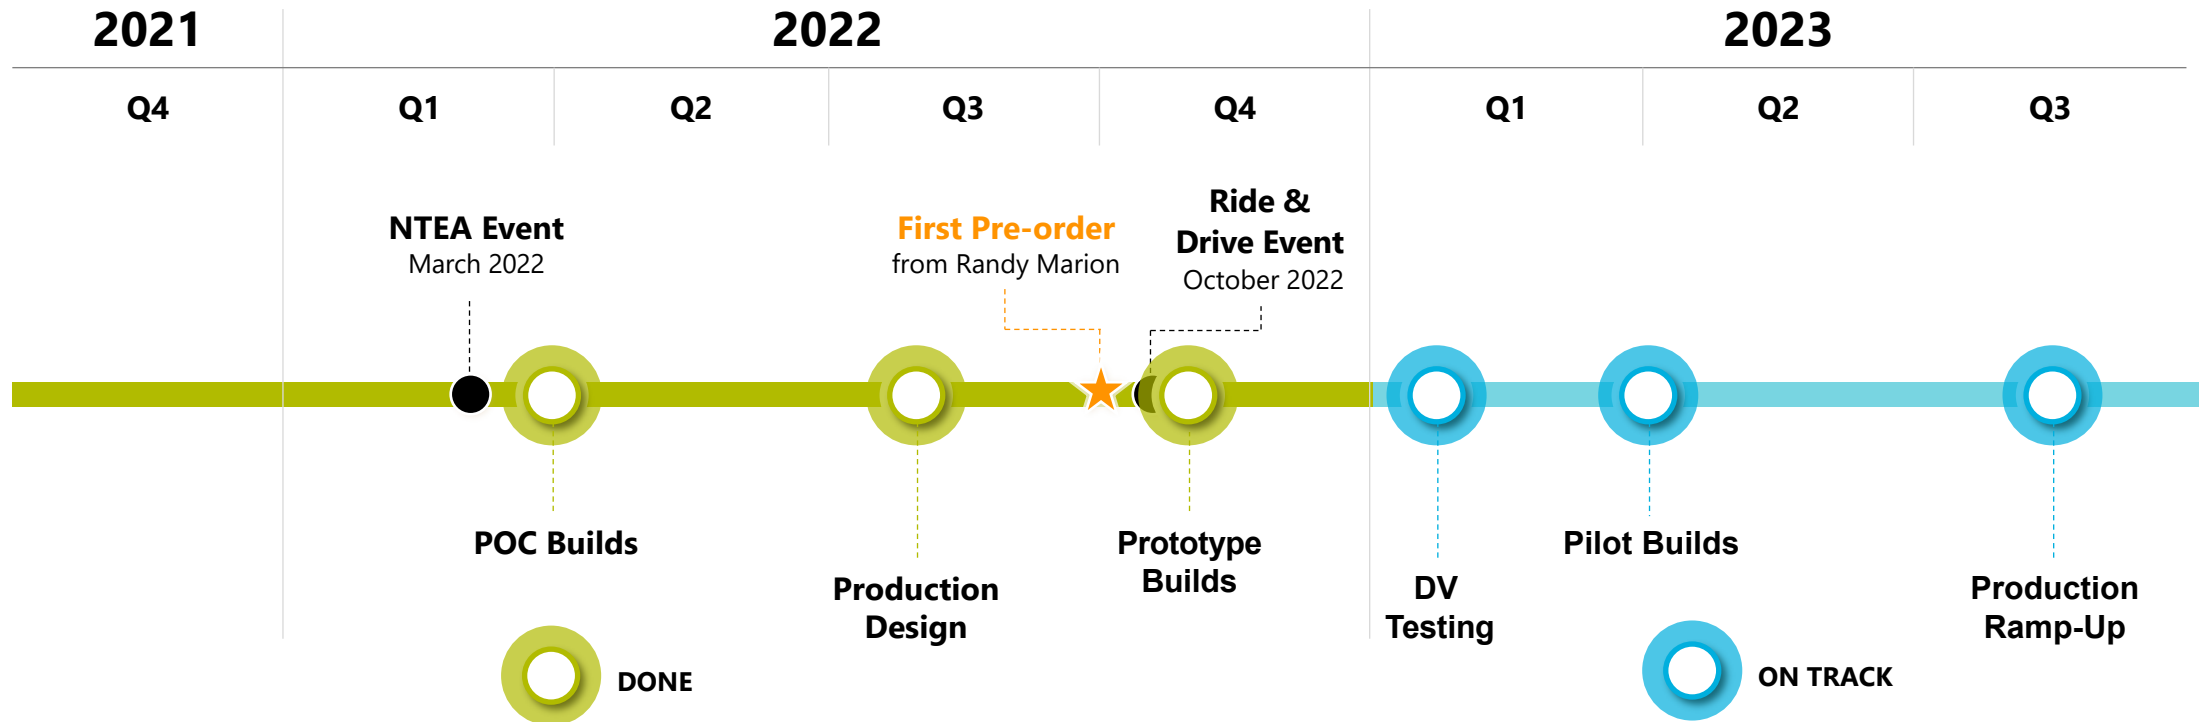 2021
2022
2023
Q4
Q1
Q2
Q3
Q4
Q1
Q2
Q3
NTEA Event
March 2022
First Pre-order
from Randy Marion
Ride &
Drive Event
October 2022
POC Builds
Production
Design
Prototype
Builds
DV
Testing
Pilot Builds
Production
Ramp-Up
DONE
ON TRACK